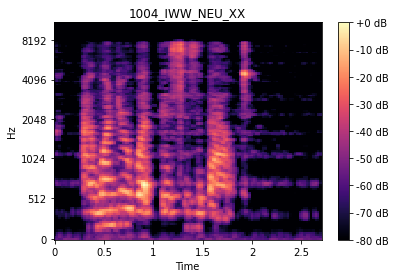 1004_IWW_NEU_XX
+0 dB
8192
-10 dB
4096
-20 dB
-30 dB
2048
Hz
-40 dB
1024
-50 dB
512
-60 dB
-70 dB
0
-80 dB
0 0.5 1 1.5 2 2.5
Time